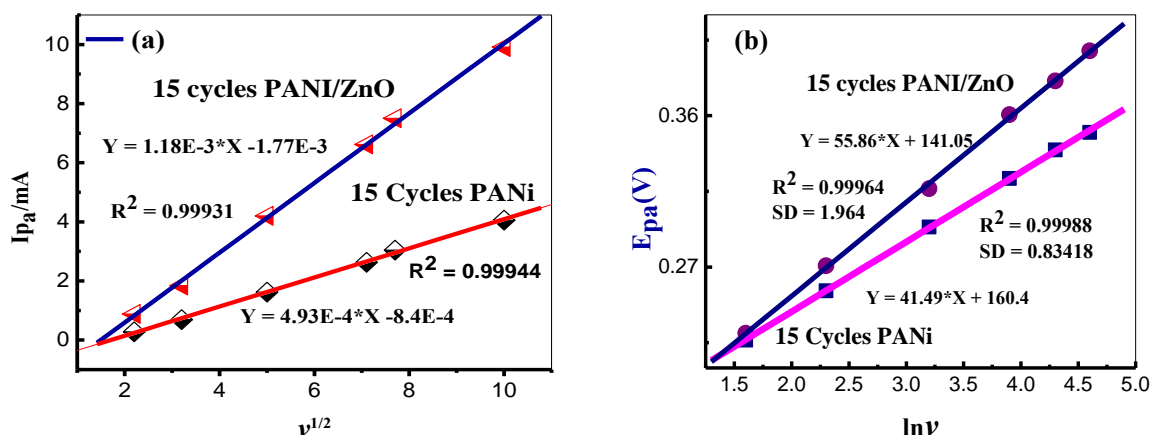 (a)
15 cycles PANI/ZnO
Y = 1.18E-3*X -1.77E-3
R² = 0.99931
15 Cycles PANi
R² = 0.99944
Y = 4.93E-4*X -8.4E-4
Ipa/mA
10
8
6
4
2
0
2 4 6 8 10
ν1/2
(b)
15 cycles PANI/ZnO
Y = 55.86*X + 141.05
R² = 0.99964
SD = 1.964
R² = 0.99988
SD = 0.83418
Y = 41.49*X + 160.4
15 Cycles PANi
Epa(V)
0.36
0.27
1.5 2.0 2.5 3.0 3.5 4.0 4.5 5.0
lnν